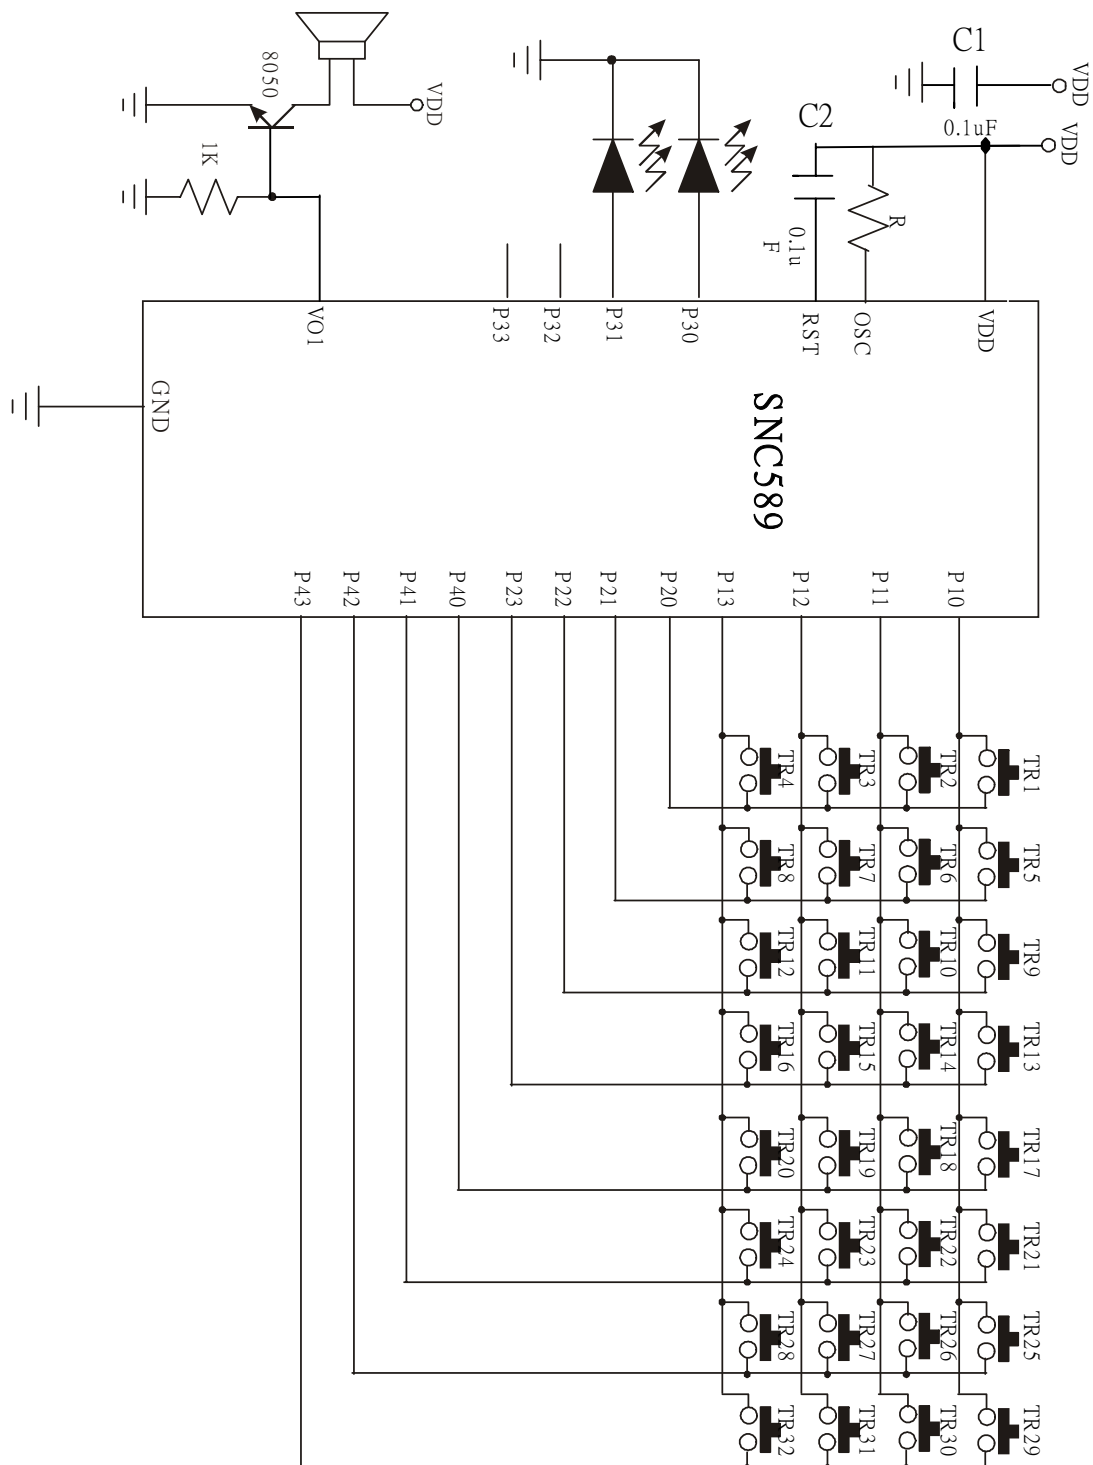 C1
VDD
0.1uF
VDD
C2
0.1u
F
R
8050
VDD
1K
VO1
P33
P32
P31
P30
RST
OSC
VDD
GND
SNC589
P43
P42
P41
P40
P23
P22
P21
P20
P13
P12
P11
P10
TR4
TR3
TR2
TR1
TR8
TR7
TR6
TR5
TR12
TR11
TR10
TR9
TR16
TR15
TR14
TR13
TR20
TR19
TR18
TR17
TR24
TR23
TR22
TR21
TR28
TR27
TR26
TR25
TR32
TR31
TR30
TR29